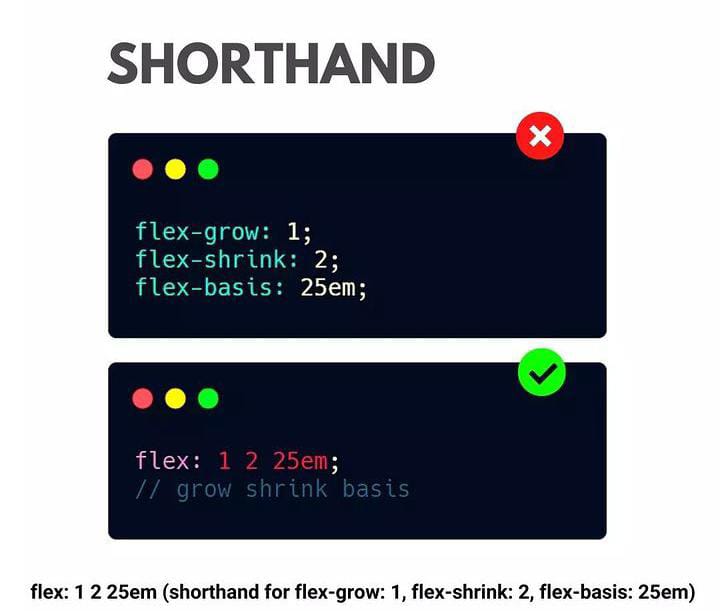 SHORTHAND
flex-grow: 1;
flex-shrink: 2;
flex-basis: 25em;
flex: 1 2 25em;
// grow shrink basis
flex: 1 2 25em (shorthand for flex-grow: 1, flex-shrink: 2, flex-basis: 25em)